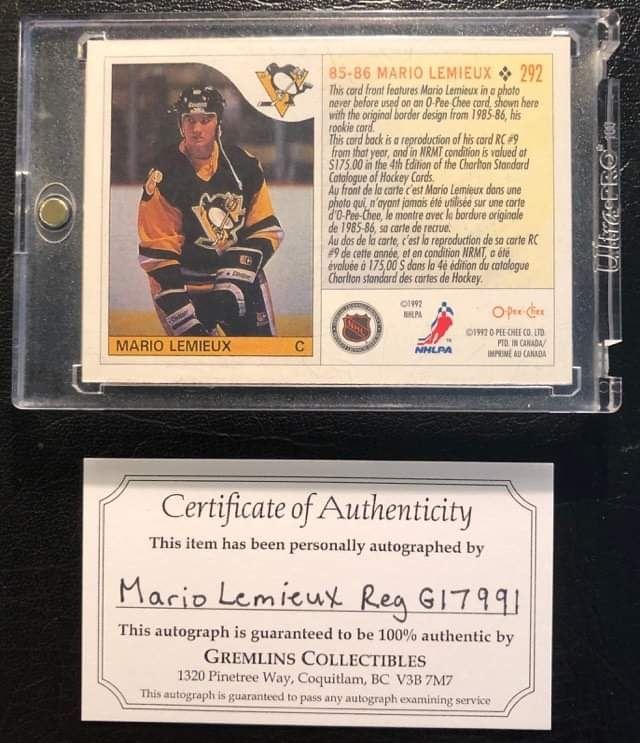 85-86 MARIO LEMIEUX ❖ 292
This card front features Mario Lemieux in a photo
never before used on an O-Pee-Chee card, shown here
with the original border design from 1985-86, his
rookie card.
This card back is a reproduction of his card RC #9
from that year, and in NRMT condition is valued at
$175.00 in the 4th Edition of the Charlton Standard
Catalogue of Hockey Cards.
Au front de la carte c'est Mario Lemieux dans une
photo qui, n'ayant jamais été utilisée sur une carte
d'O-Pee-Chee, le montre avec la bordure originale
de 1985-86, sa carte de recrue.
Au dos de la carte, c'est la reproduction de sa carte RC
#9 de cette année, et en condition NRMT, a été
évaluée à 175,00 $ dans la 4è édition du catalogue
Charlton standard des cartes de Hockey.
MARIO LEMIEUX C
NHL
©1992
NHLPA
NHLPA
O-Pee-Chee
©1992 O-PEE-CHEE CO. LTD.
PTD. IN CANADA/
IMPRIMÉ AU CANADA
Ultra•PRO
Certificate of Authenticity
This item has been personally autographed by
Mario Lemieux Reg G17991
This autograph is guaranteed to be 100% authentic by
GREMLINS COLLECTIBLES
1320 Pinetree Way, Coquitlam, BC V3B 7M7
This autograph is guaranteed to pass any autograph examining service